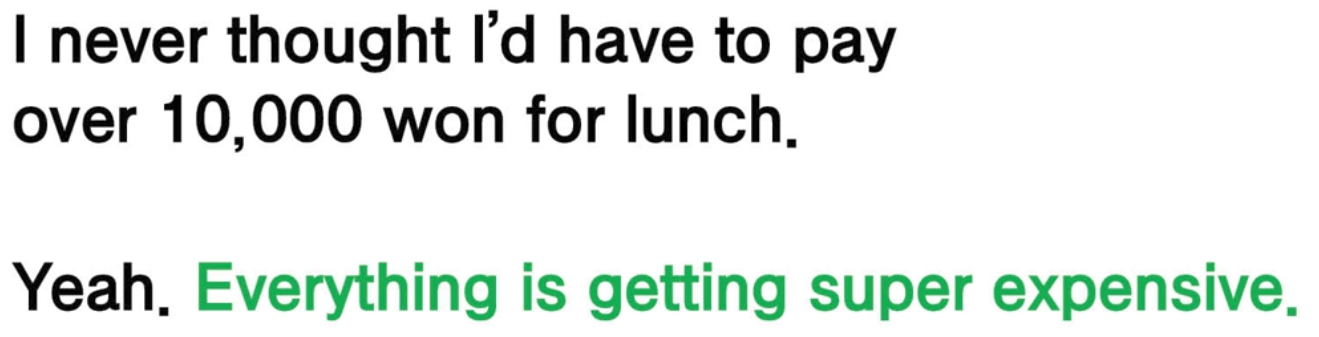 I never thought I’d have to pay
over 10,000 won for lunch.
Yeah. Everything is getting super expensive.